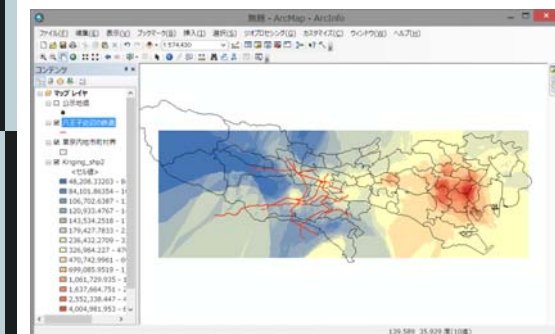 無題 - ArcMap - ArcInfo
ファイル(F) 編集(E) 表示(V) ブックマーク(B) 挿入(I) 選択(S) ジオプロセシング(G) カスタマイズ(C) ウィンドウ(W) ヘルプ(H)
1:574,430
コンテンツ
マップ レイヤ
公示地価
八王子近辺の鉄道
東京内地市町村界
Kriging_shp2
<セル値>
48,208.33203 - 8
84,101.86354 - 1
106,702.6387 - 1
120,933.4767 - 1
143,534.2518 - 1
179,427.7833 - 2
236,432.2709 - 3
326,964.227 - 47
470,742.9961 - 6
699,085.9519 - 1
1,061,729.935 - 1
1,637,664.751 - 2
2,552,338.447 - 4
4,004,981.953 - 6
139.589 35.929 度(10進)